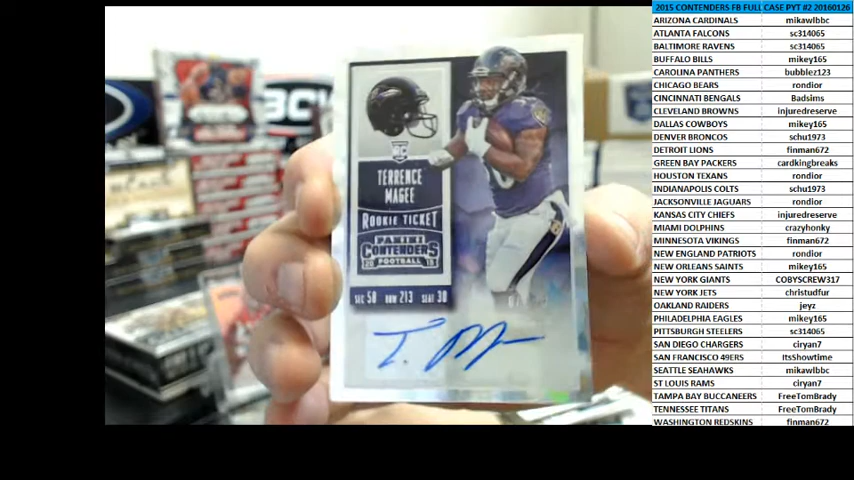 TERRENCE
MAGEE
RC
ROOKIE TICKET
PANINI
CONTENDERS
FOOTBALL
SEC 58 ROW 213 SEAT 30
2015 CONTENDERS FB FULL CASE PYT #2 20160126
ARIZONA CARDINALS mikawlbbc
ATLANTA FALCONS sc314065
BALTIMORE RAVENS sc314065
BUFFALO BILLS mikey165
CAROLINA PANTHERS bubblez123
CHICAGO BEARS rondior
CINCINNATI BENGALS Badsims
CLEVELAND BROWNS injuredreserve
DALLAS COWBOYS mikey165
DENVER BRONCOS schu1973
DETROIT LIONS finman672
GREEN BAY PACKERS cardkingbreaks
HOUSTON TEXANS rondior
INDIANAPOLIS COLTS schu1973
JACKSONVILLE JAGUARS rondior
KANSAS CITY CHIEFS injuredreserve
MIAMI DOLPHINS crazyhonky
MINNESOTA VIKINGS finman672
NEW ENGLAND PATRIOTS rondior
NEW ORLEANS SAINTS mikey165
NEW YORK GIANTS COBYSCREW317
NEW YORK JETS christudfur
OAKLAND RAIDERS jeyz
PHILADELPHIA EAGLES mikey165
PITTSBURGH STEELERS sc314065
SAN DIEGO CHARGERS ciryan7
SAN FRANCISCO 49ERS ItsShowtime
SEATTLE SEAHAWKS mikawlbbc
ST LOUIS RAMS ciryan7
TAMPA BAY BUCCANEERS FreeTomBrady
TENNESSEE TITANS FreeTomBrady
WASHINGTON REDSKINS finman672